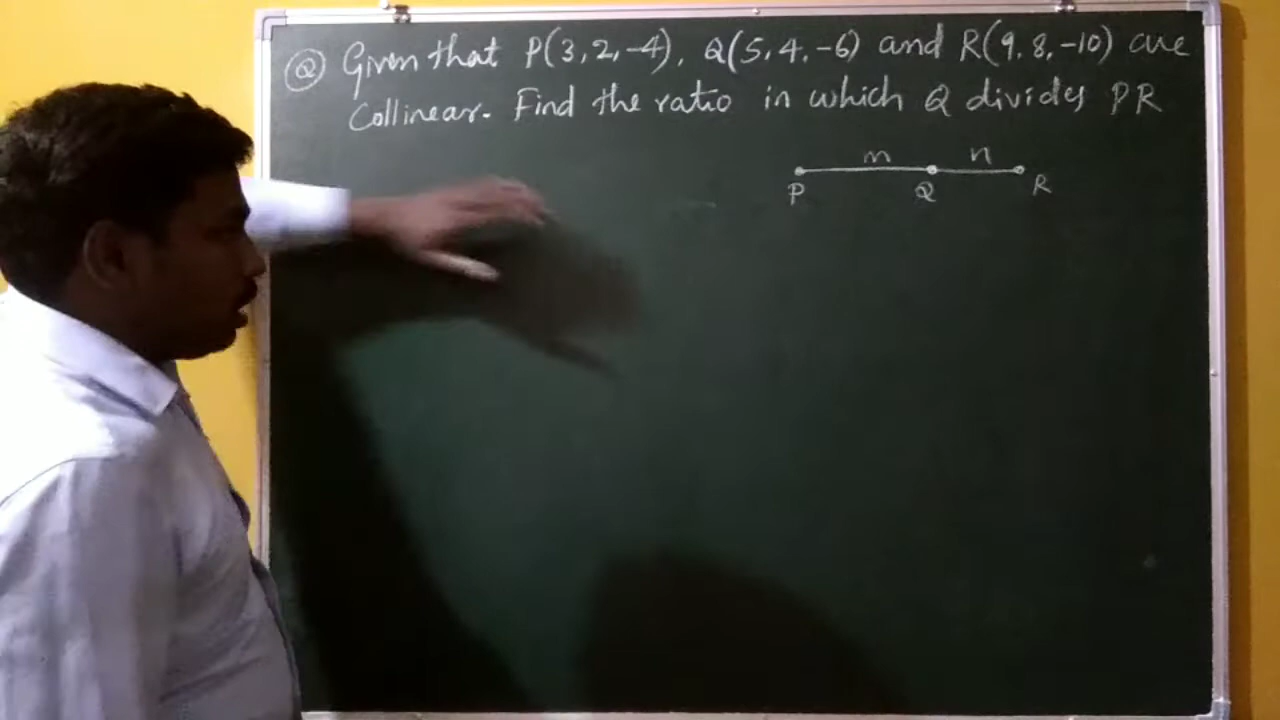 Q Given that P(3,2,-4), Q(5,4,-6) and R(9,8,-10) are
Collinear. Find the ratio in which Q divides PR
m n
P Q R